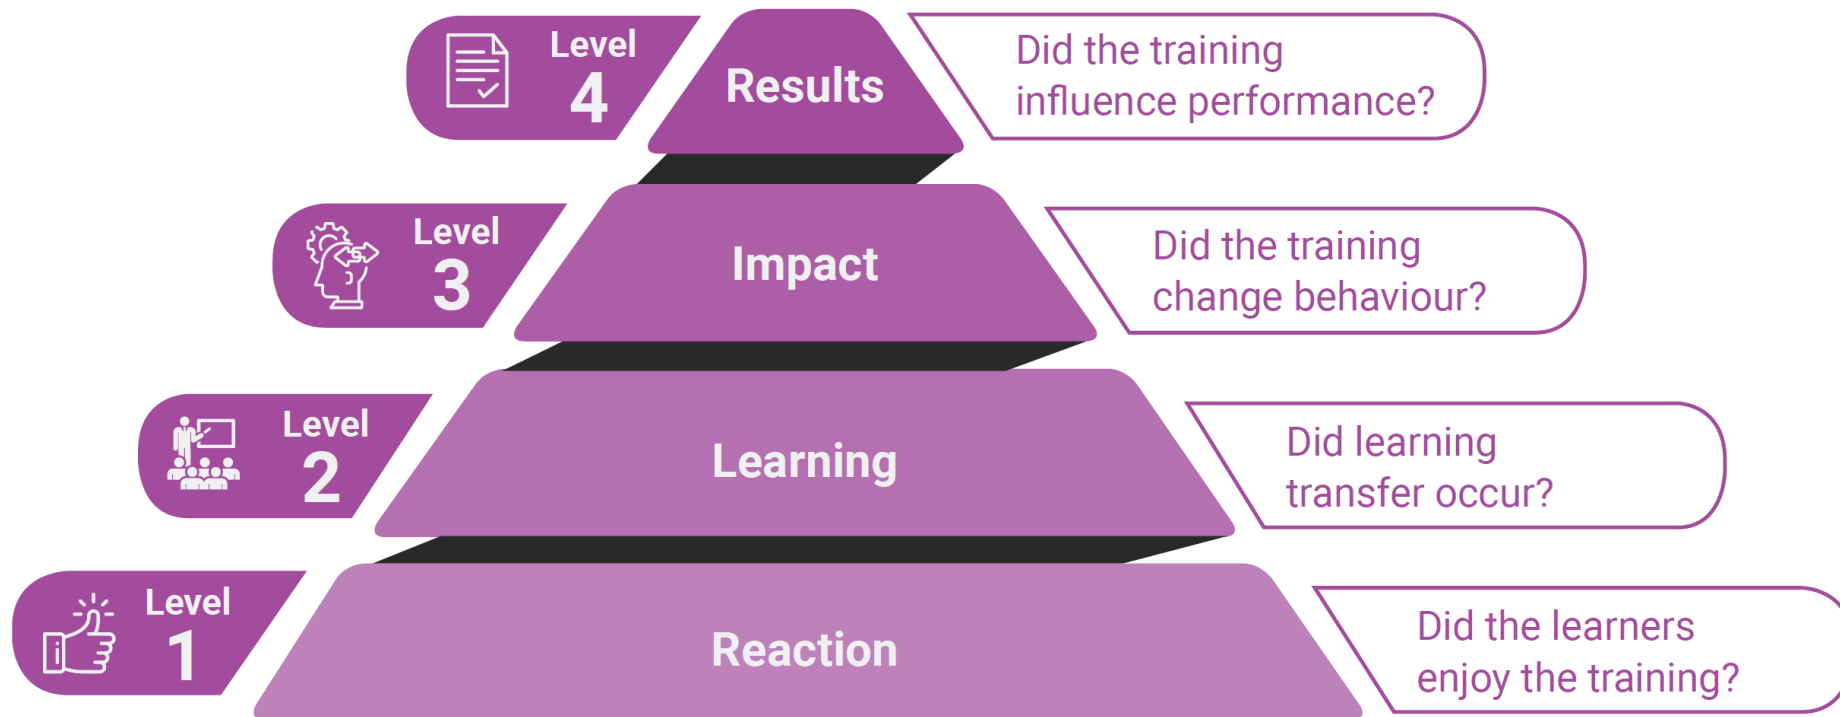 Level
4
Results
Did the training
influence performance?
Level
3
Impact
Did the training
change behaviour?
Level
2
Learning
Did learning
transfer occur?
Level
1
Reaction
Did the learners
enjoy the training?